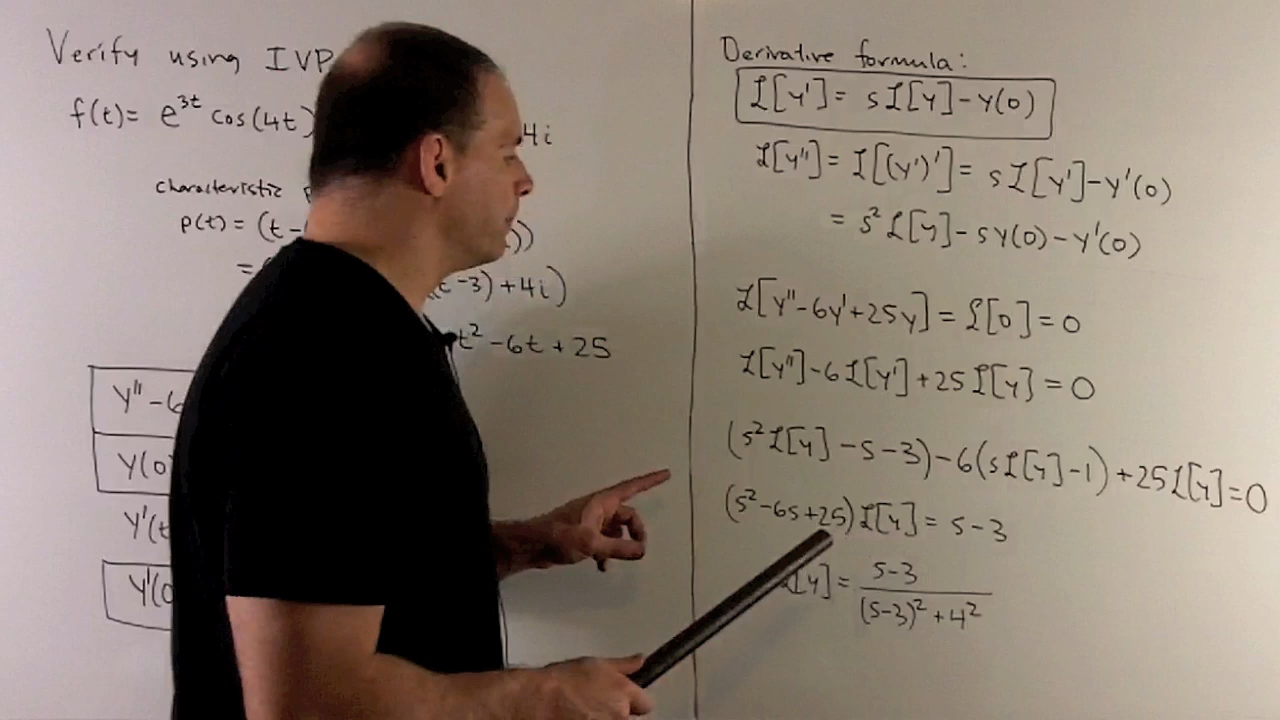 Verify using IVP
f(t)= e^{3t} cos(4t)
4i
characteristic
p(t) = (t-
))
=
-3)+4i)
t² -6t + 25
y'' - 6
y(0
y'(t
y'(0
Derivative formula:
ℒ[y'] = sℒ[y] - y(0)
ℒ[y''] = ℒ[(y')'] = sℒ[y'] - y'(0)
= s² ℒ[y] - sy(0) - y'(0)
ℒ[y'' - 6y' + 25y] = ℒ[0] = 0
ℒ[y''] - 6ℒ[y'] + 25ℒ[y] = 0
(s²ℒ[y] - s - 3) - 6(sℒ[y] - 1) + 25ℒ[y] = 0
(s² - 6s + 25)ℒ[y] = s - 3
ℒ[y] = \frac{s-3}{(s-3)² + 4²}